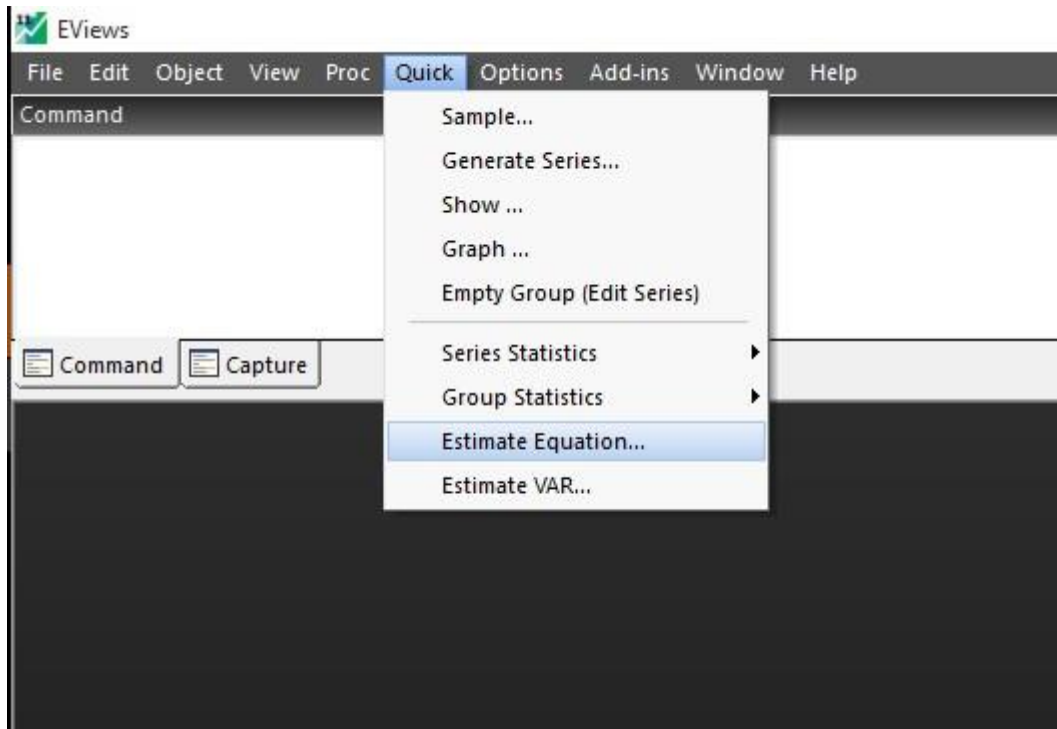 EViews
File Edit Object View Proc Quick Options Add-ins Window Help
Command
Sample...
Generate Series...
Show ...
Graph ...
Empty Group (Edit Series)
Series Statistics
Group Statistics
Estimate Equation...
Estimate VAR...
Command Capture